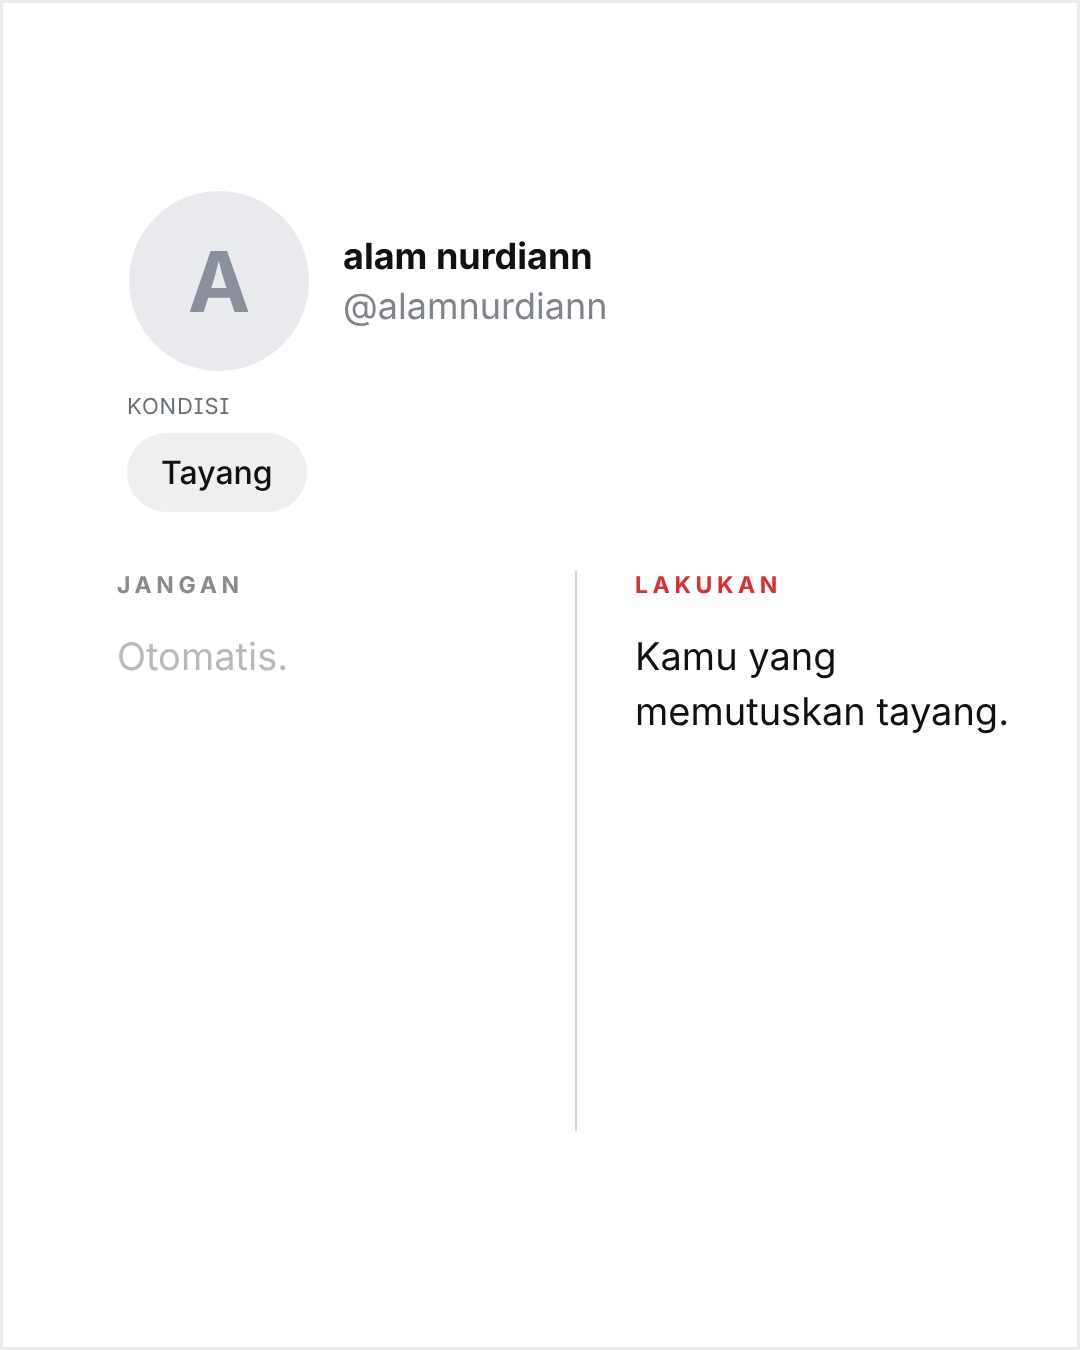 A
alam nurdiann
@alamnurdiann
KONDISI
Tayang
JANGAN
Otomatis.
LAKUKAN
Kamu yang
memutuskan tayang.